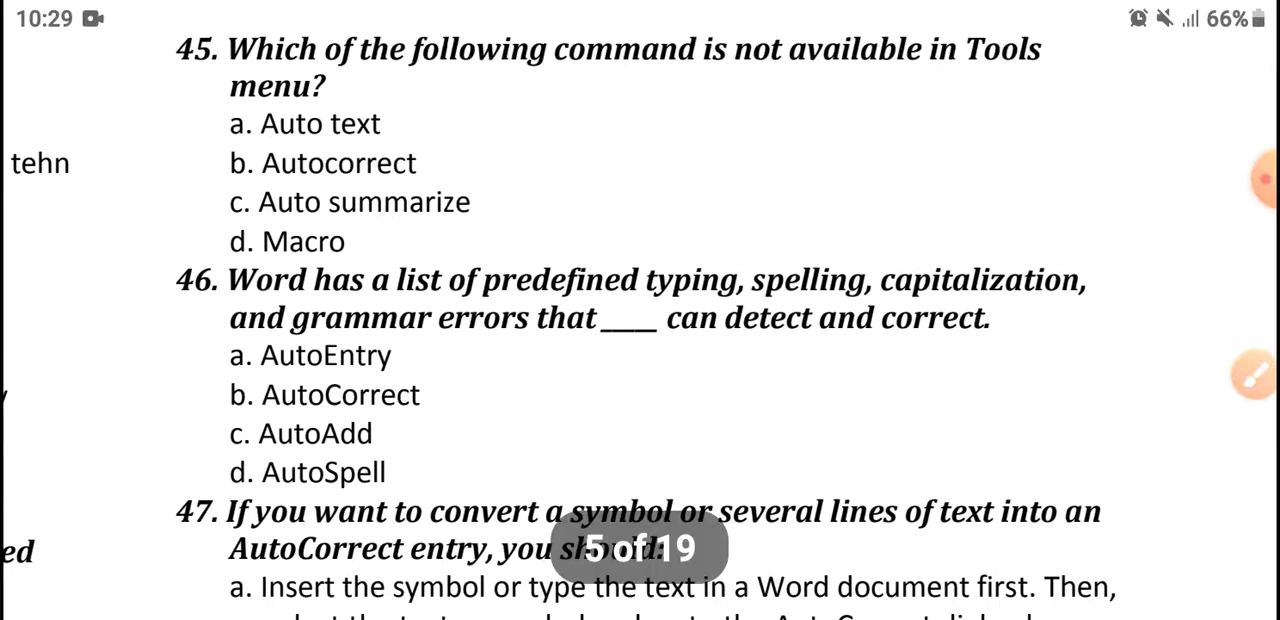 10:29 66%
45. Which of the following command is not available in Tools
menu?
a. Auto text
tehn
b. Autocorrect
c. Auto summarize
d. Macro
46. Word has a list of predefined typing, spelling, capitalization,
and grammar errors that ____ can detect and correct.
a. AutoEntry
b. AutoCorrect
c. AutoAdd
d. AutoSpell
47. If you want to convert a symbol or several lines of text into an
ed
AutoCorrect entry, you should:
5 of 19
a. Insert the symbol or type the text in a Word document first. Then,